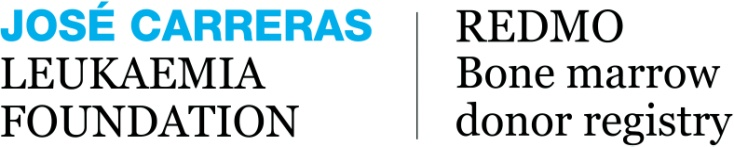 JOSÉ CARRERAS
LEUKAEMIA
FOUNDATION
REDMO
Bone marrow
donor registry